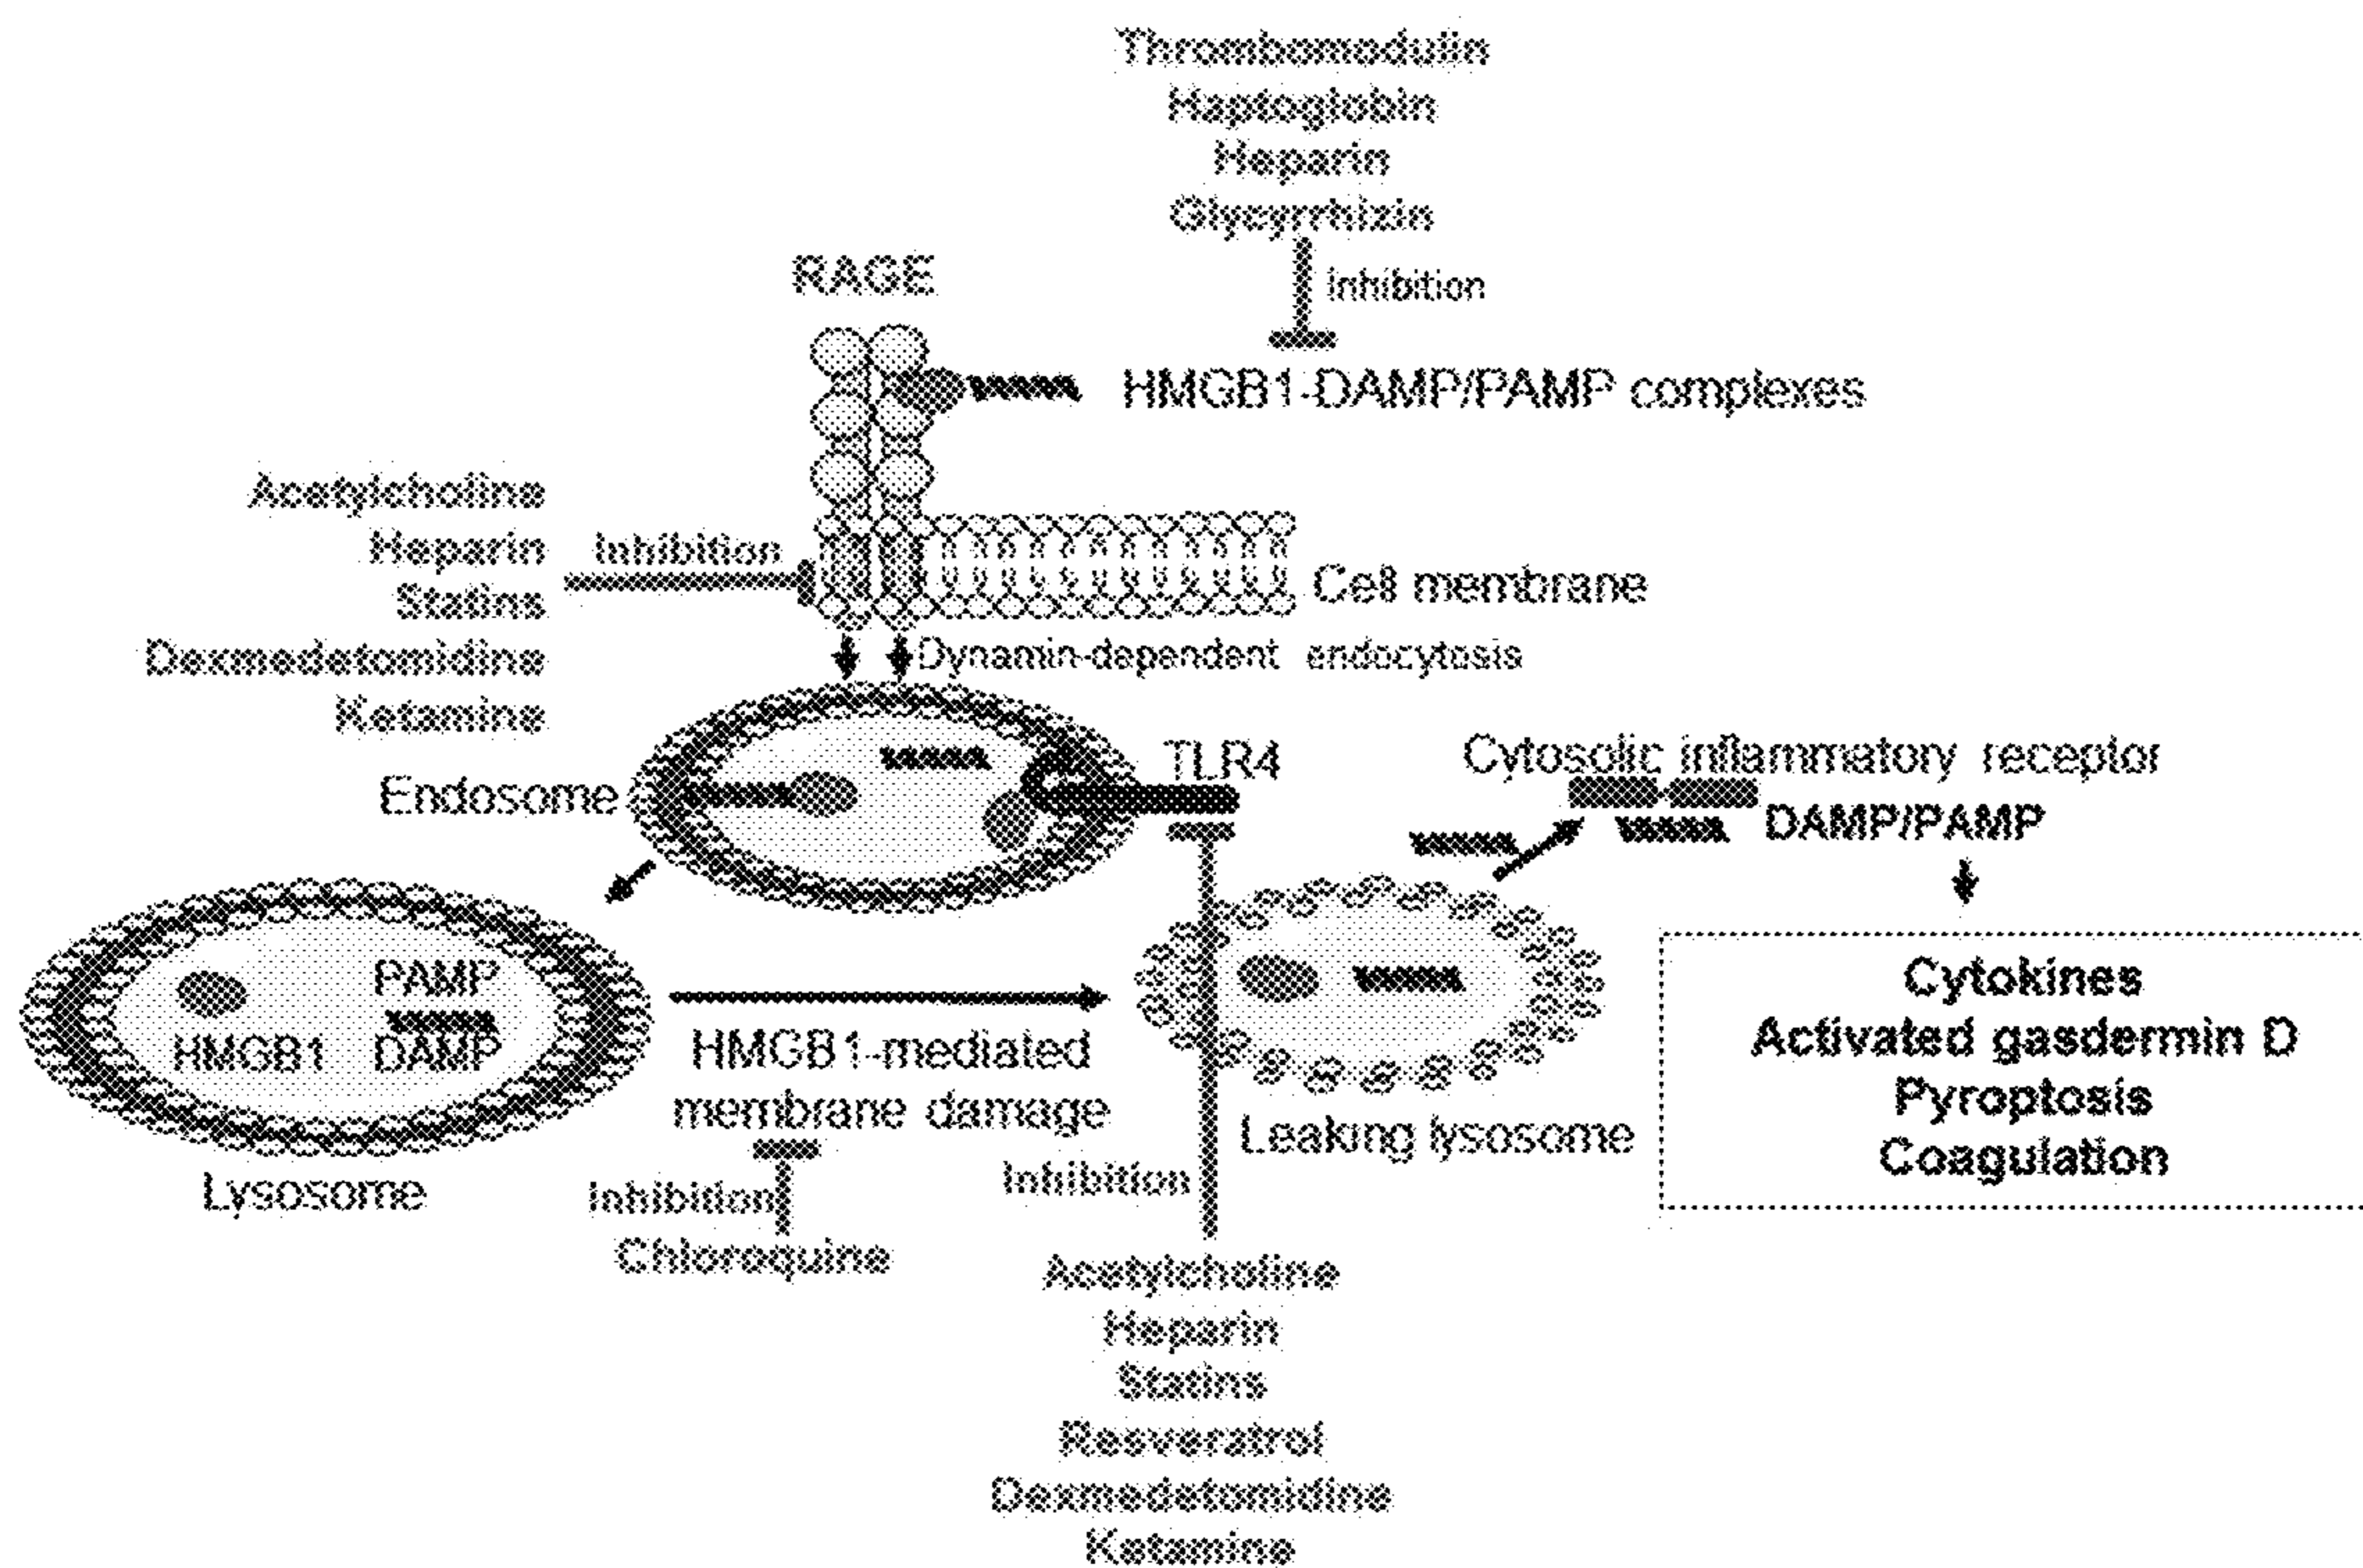 Thrombomodulin
Haptoglobin
Heparin
Glycyrrhizin
Inhibition
RAGE
HMGB1-DAMP/PAMP complexes
Acetylcholine
Heparin
Statins
Dexmedetomidine
Ketamine
Inhibition
Cell membrane
Dynamin-dependent endocytosis
Endosome
TLR4
Cytosolic inflammatory receptor
DAMP/PAMP
PAMP
HMGB1 DAMP
Lysosome
HMGB1-mediated
membrane damage
Inhibition
Chloroquine
Leaking lysosome
Inhibition
Acetylcholine
Heparin
Statins
Resveratrol
Dexmedetomidine
Ketamine
Cytokines
Activated gasdermin D
Pyroptosis
Coagulation